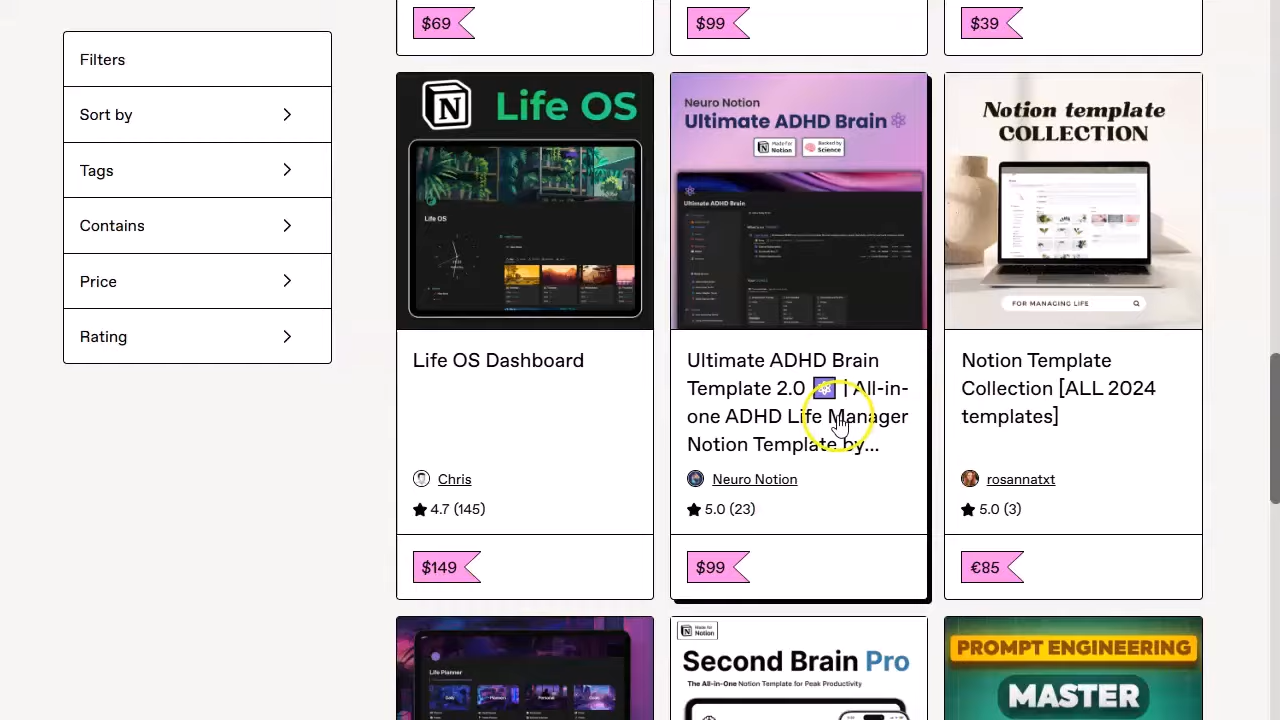 $69
$99
$39
Filters
Sort by
Tags
Contains
Price
Rating
N
Life OS
Life OS
Life OS Dashboard
Chris
4.7 (145)
$149
Neuro Notion
Ultimate ADHD Brain
Made for
Notion
Backed by
Science
Ultimate ADHD Brain
Ultimate ADHD Brain
Template 2.0 | All-in-
one ADHD Life Manager
Notion Template by...
Neuro Notion
5.0 (23)
$99
Notion template
COLLECTION
FOR MANAGING LIFE
Notion Template
Collection [ALL 2024
templates]
rosannatxt
5.0 (3)
€85
Life Planner
Made for
Notion
Second Brain Pro
The All-in-One Notion Template for Peak Productivity
PROMPT ENGINEERING
MASTER